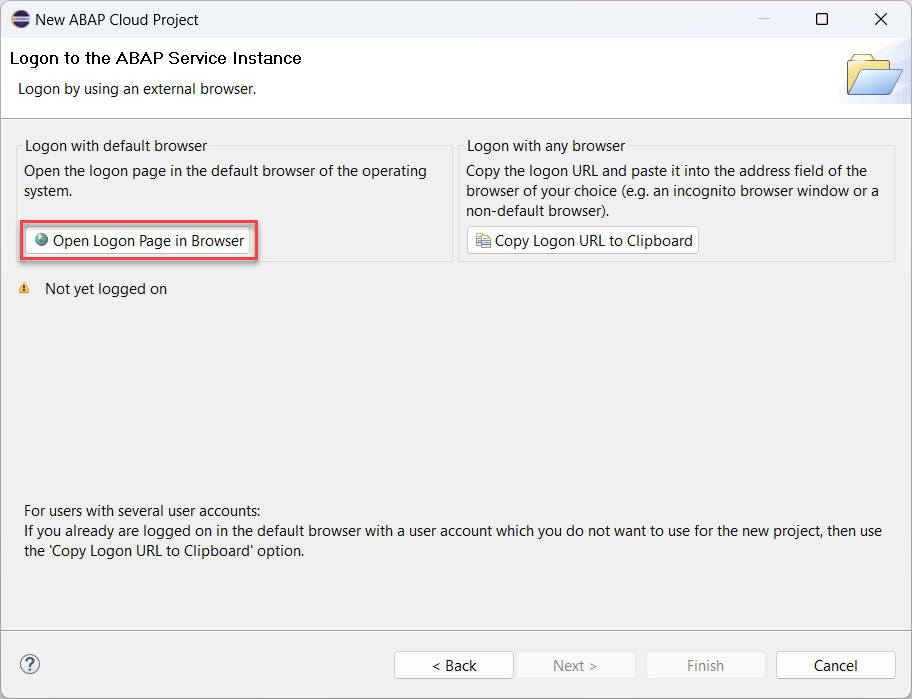 New ABAP Cloud Project
Logon to the ABAP Service Instance
Logon by using an external browser.
Logon with default browser
Open the logon page in the default browser of the operating
system.
Open Logon Page in Browser
Logon with any browser
Copy the logon URL and paste it into the address field of the
browser of your choice (e.g. an incognito browser window or a
non-default browser).
Copy Logon URL to Clipboard
Not yet logged on
For users with several user accounts:
If you already are logged on in the default browser with a user account which you do not want to use for the new project, then use
the 'Copy Logon URL to Clipboard' option.
?
< Back
Next >
Finish
Cancel